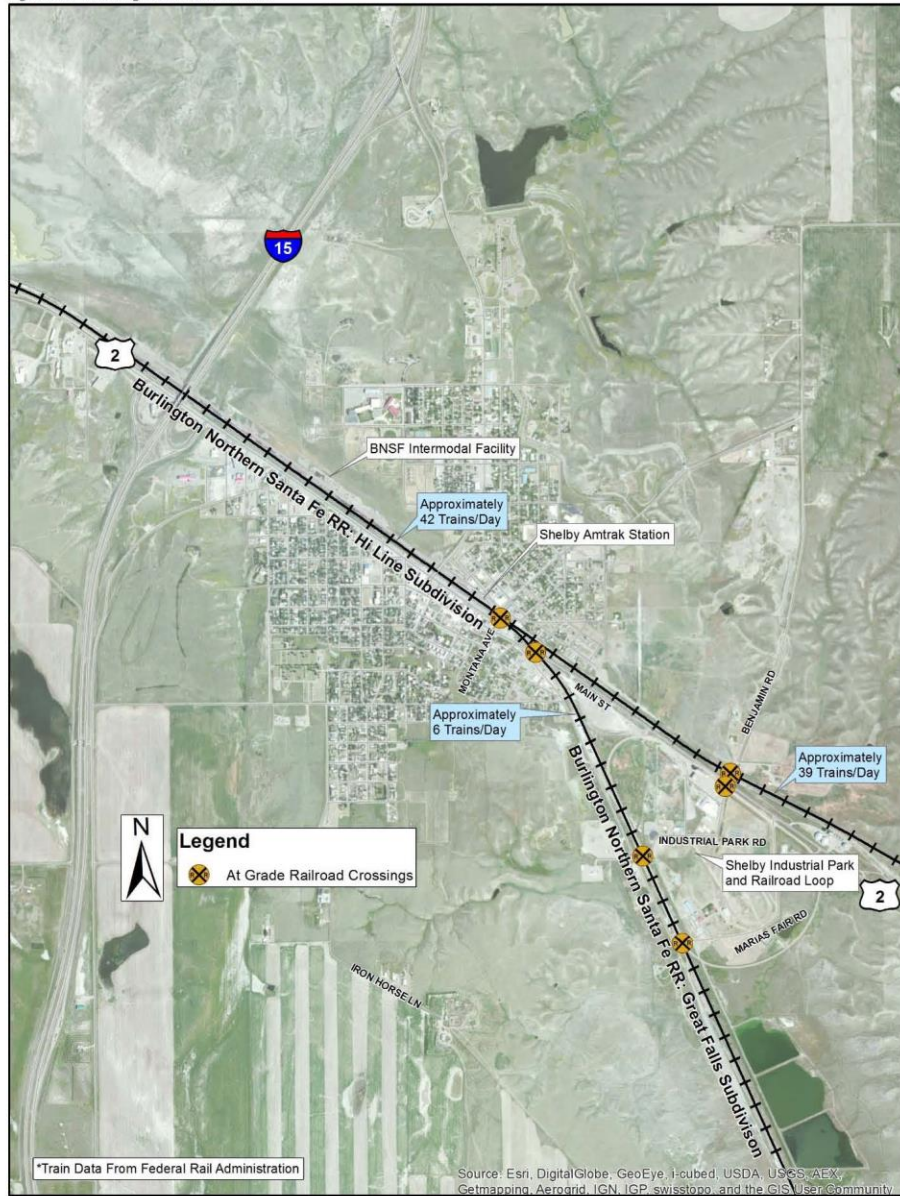 15
2
Burlington Northern Santa Fe RR: Hi Line Subdivision
BNSF Intermodal Facility
Approximately
42 Trains/Day
Shelby Amtrak Station
MONTANA AVE
MAIN ST
BENJAMIN RD
Approximately
6 Trains/Day
Approximately
39 Trains/Day
Burlington Northern Santa Fe RR: Great Falls Subdivison
INDUSTRIAL PARK RD
Shelby Industrial Park
and Railroad Loop
2
MARIAS FAIR RD
IRON HORSE LN
N
Legend
At Grade Railroad Crossings
*Train Data From Federal Rail Administration
Source: Esri, DigitalGlobe, GeoEye, i-cubed, USDA, USGS, AEX,
Getmapping, Aerogrid, IGN, IGP, swisstopo, and the GIS User Community